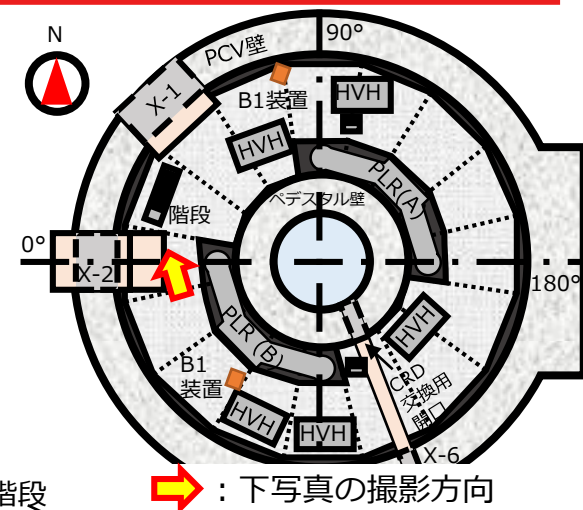 N
90°
PCV壁
X-1
B1装置
HVH
HVH
PLR(A)
ペデスタル壁
階段
0°
X-2
180°
HVH
PLR(B)
B1
装置
CRD
交換用
開口
HVH
HVH
X-6
階段
：下写真の撮影方向